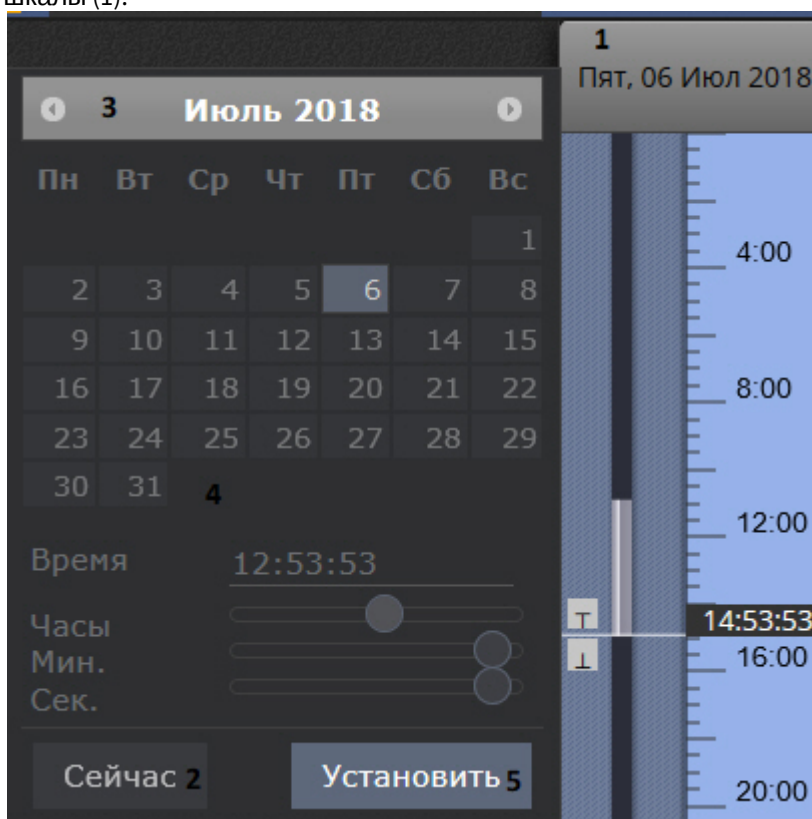 шкалы (1).
1
Пят, 06 Июл 2018
3 Июль 2018
Пн Вт Ср Чт Пт Сб Вс
1
2 3 4 5 6 7 8
9 10 11 12 13 14 15
16 17 18 19 20 21 22
23 24 25 26 27 28 29
30 31 4
Время 12:53:53
Часы
Мин.
Сек.
Сейчас 2 Установить 5
4:00
8:00
12:00
14:53:53
16:00
20:00